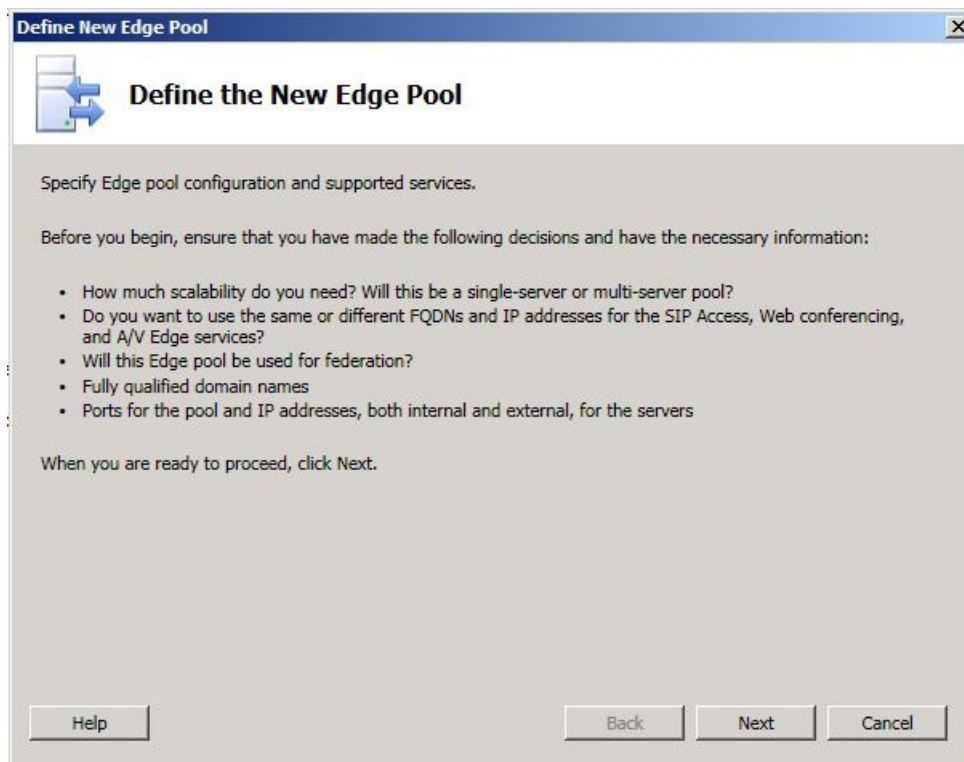 Define New Edge Pool
Define the New Edge Pool
Specify Edge pool configuration and supported services.
Before you begin, ensure that you have made the following decisions and have the necessary information:
• How much scalability do you need? Will this be a single-server or multi-server pool?
• Do you want to use the same or different FQDNs and IP addresses for the SIP Access, Web conferencing,
and A/V Edge services?
• Will this Edge pool be used for federation?
• Fully qualified domain names
• Ports for the pool and IP addresses, both internal and external, for the servers
When you are ready to proceed, click Next.
Help
Back
Next
Cancel